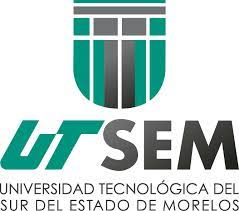 UTSEM
UNIVERSIDAD TECNOLÓGICA DEL
SUR DEL ESTADO DE MORELOS